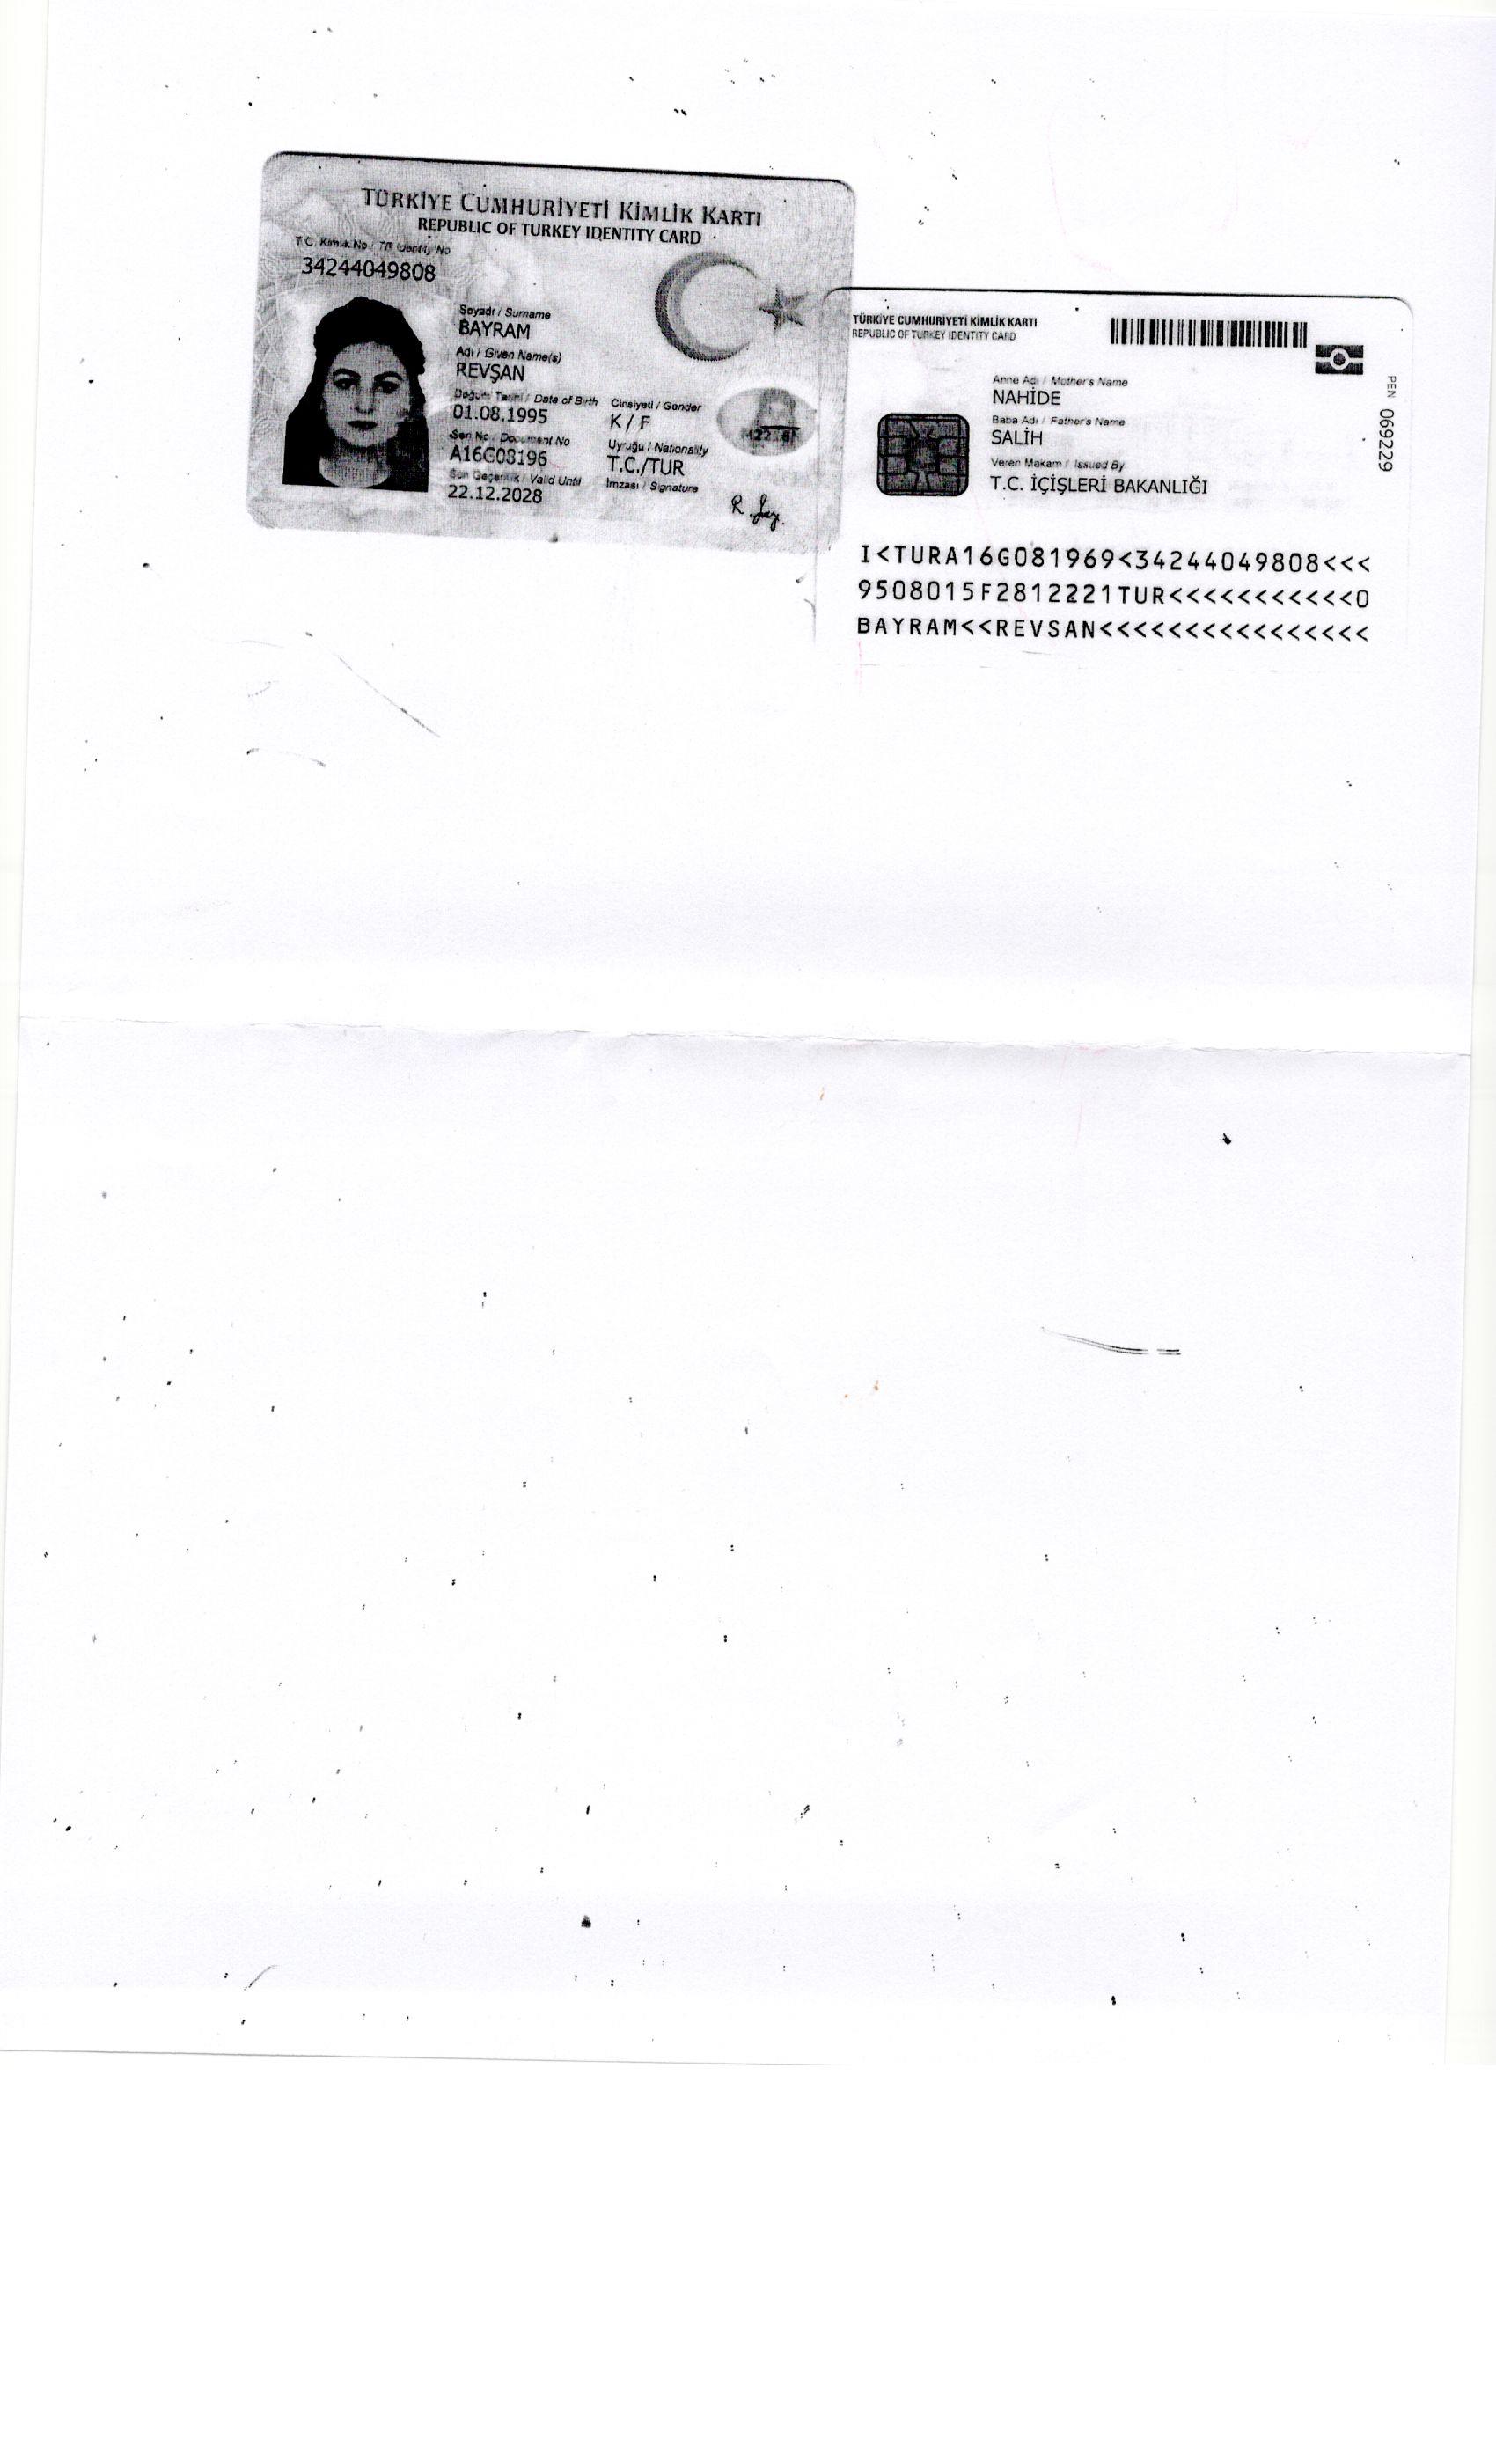 TÜRKİYE CUMHURİYETİ KİMLİK KARTI
REPUBLIC OF TURKEY IDENTITY CARD
T.C. Kimlik No / TR Identity No
34244049808
Soyadı / Surname
BAYRAM
Adı / Given Name(s)
REVŞAN
Doğum Tarihi / Date of Birth
01.08.1995
Cinsiyeti / Gender
K / F
Seri No / Document No
A16G08196
Uyruğu / Nationality
T.C./TUR
Son Geçerlilik / Valid Until
22.12.2028
İmzası / Signature
TÜRKİYE CUMHURİYETİ KİMLİK KARTI
REPUBLIC OF TURKEY IDENTITY CARD
Anne Adı / Mother's Name
NAHİDE
Baba Adı / Father's Name
SALİH
Veren Makam / Issued By
T.C. İÇİŞLERİ BAKANLIĞI
PEN 069229
I<TURA16G081969<34244049808<<<
9508015F2812221TUR<<<<<<<<<<<0
BAYRAM<<REVSAN<<<<<<<<<<<<<<<<